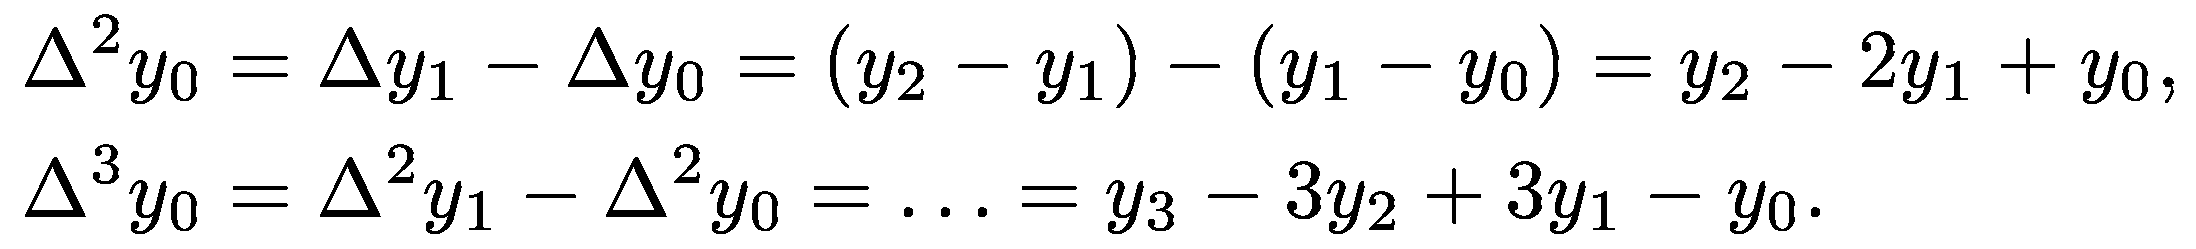 Δ²y₀ = Δy₁ − Δy₀ = (y₂ − y₁) − (y₁ − y₀) = y₂ − 2y₁ + y₀,
Δ³y₀ = Δ²y₁ − Δ²y₀ = … = y₃ − 3y₂ + 3y₁ − y₀.